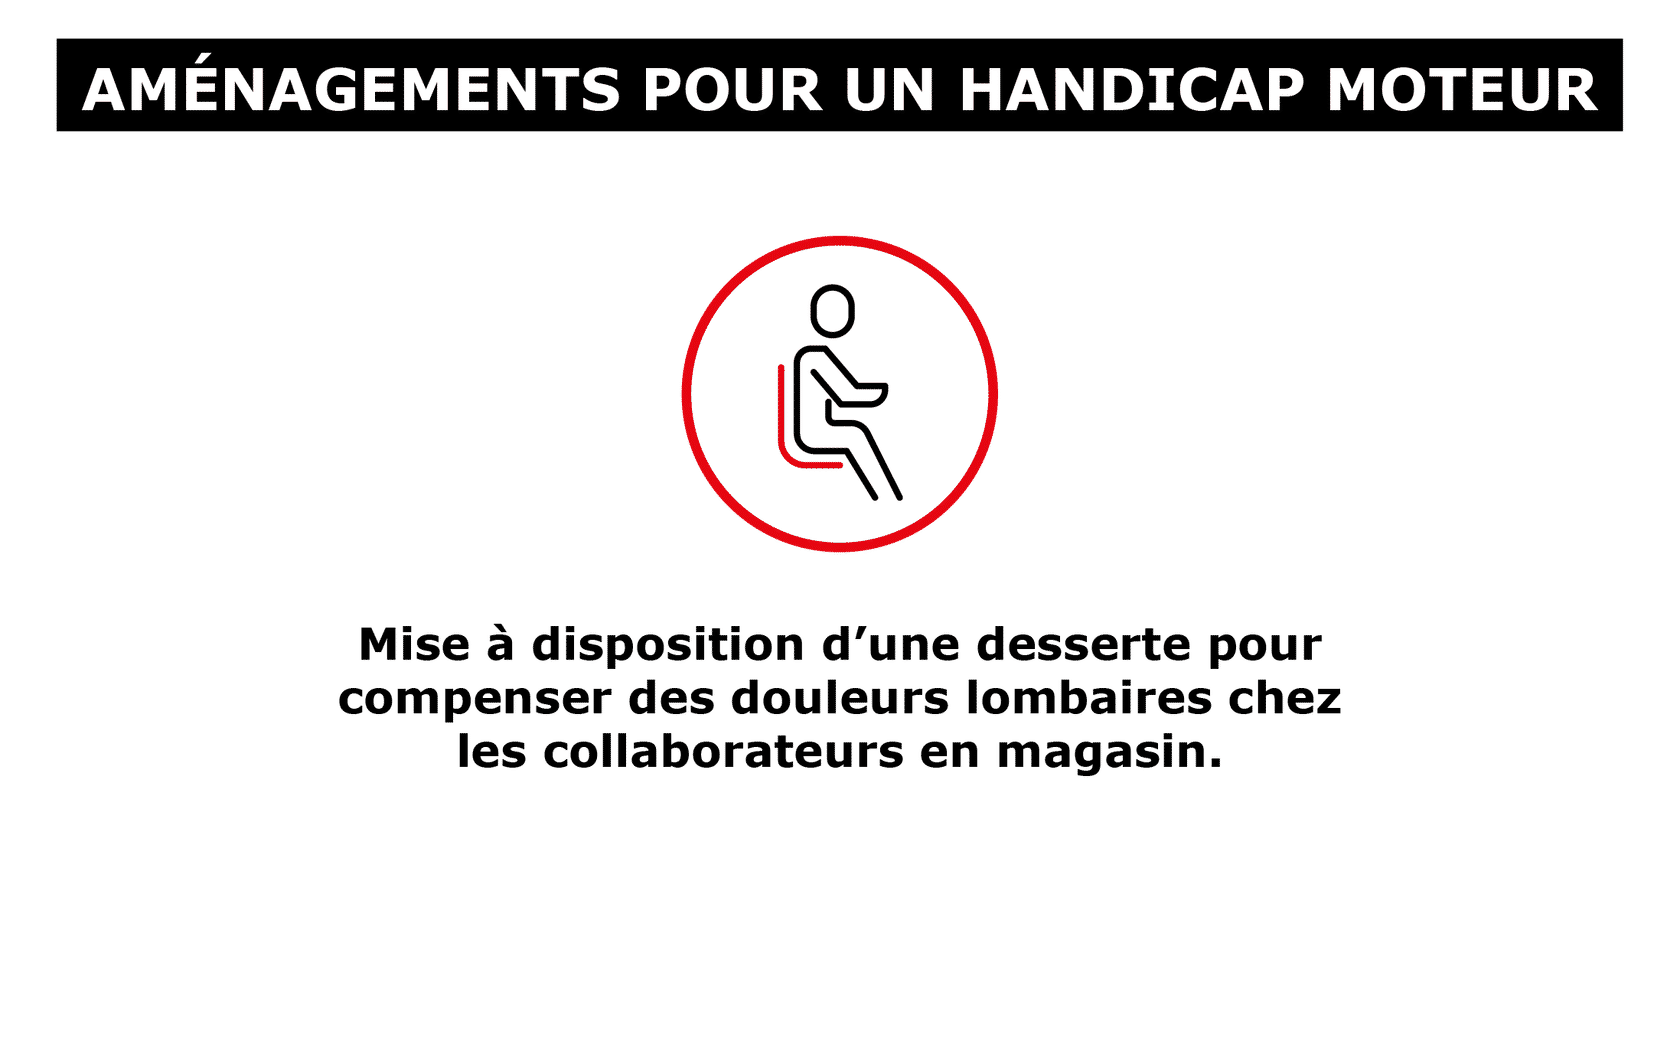 AMÉNAGEMENTS POUR UN HANDICAP MOTEUR
Mise à disposition d’une desserte pour
compenser des douleurs lombaires chez
les collaborateurs en magasin.